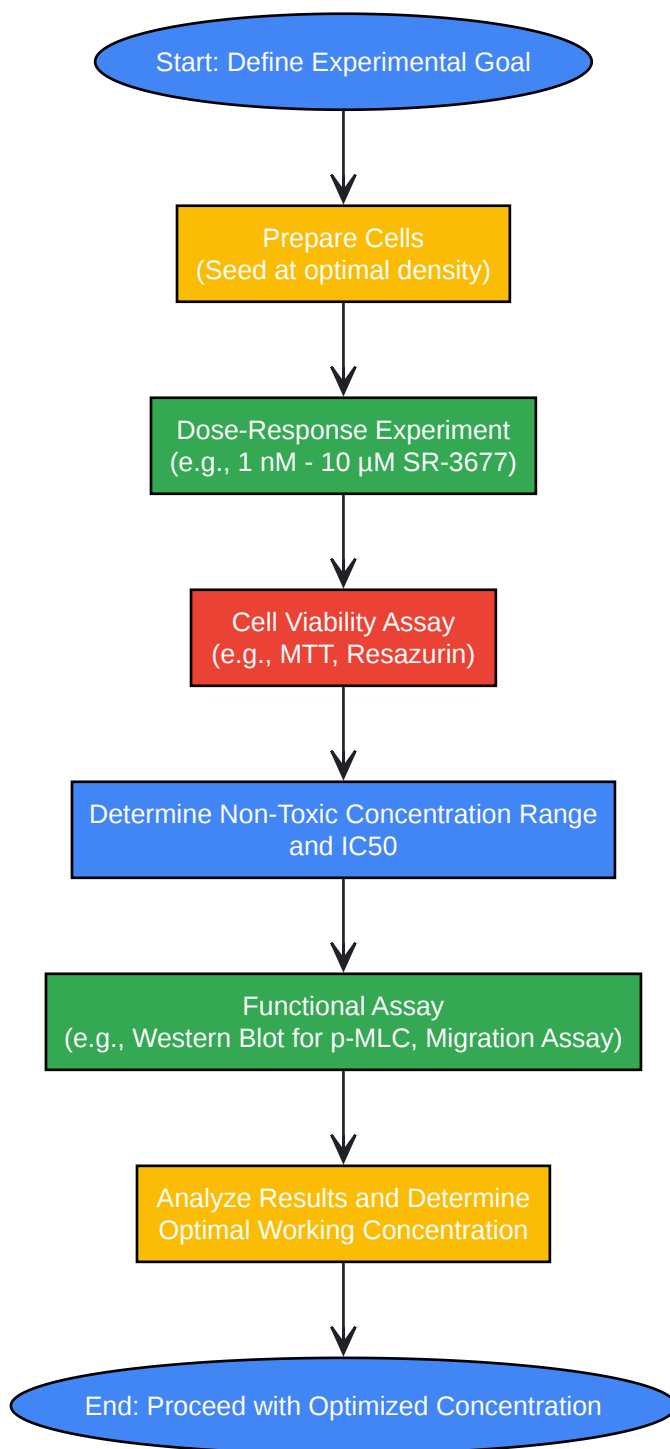 Start: Define Experimental Goal
Prepare Cells
(Seed at optimal density)
Dose-Response Experiment
(e.g., 1 nM - 10 µM SR-3677)
Cell Viability Assay
(e.g., MTT, Resazurin)
Determine Non-Toxic Concentration Range
and IC50
Functional Assay
(e.g., Western Blot for p-MLC, Migration Assay)
Analyze Results and Determine
Optimal Working Concentration
End: Proceed with Optimized Concentration